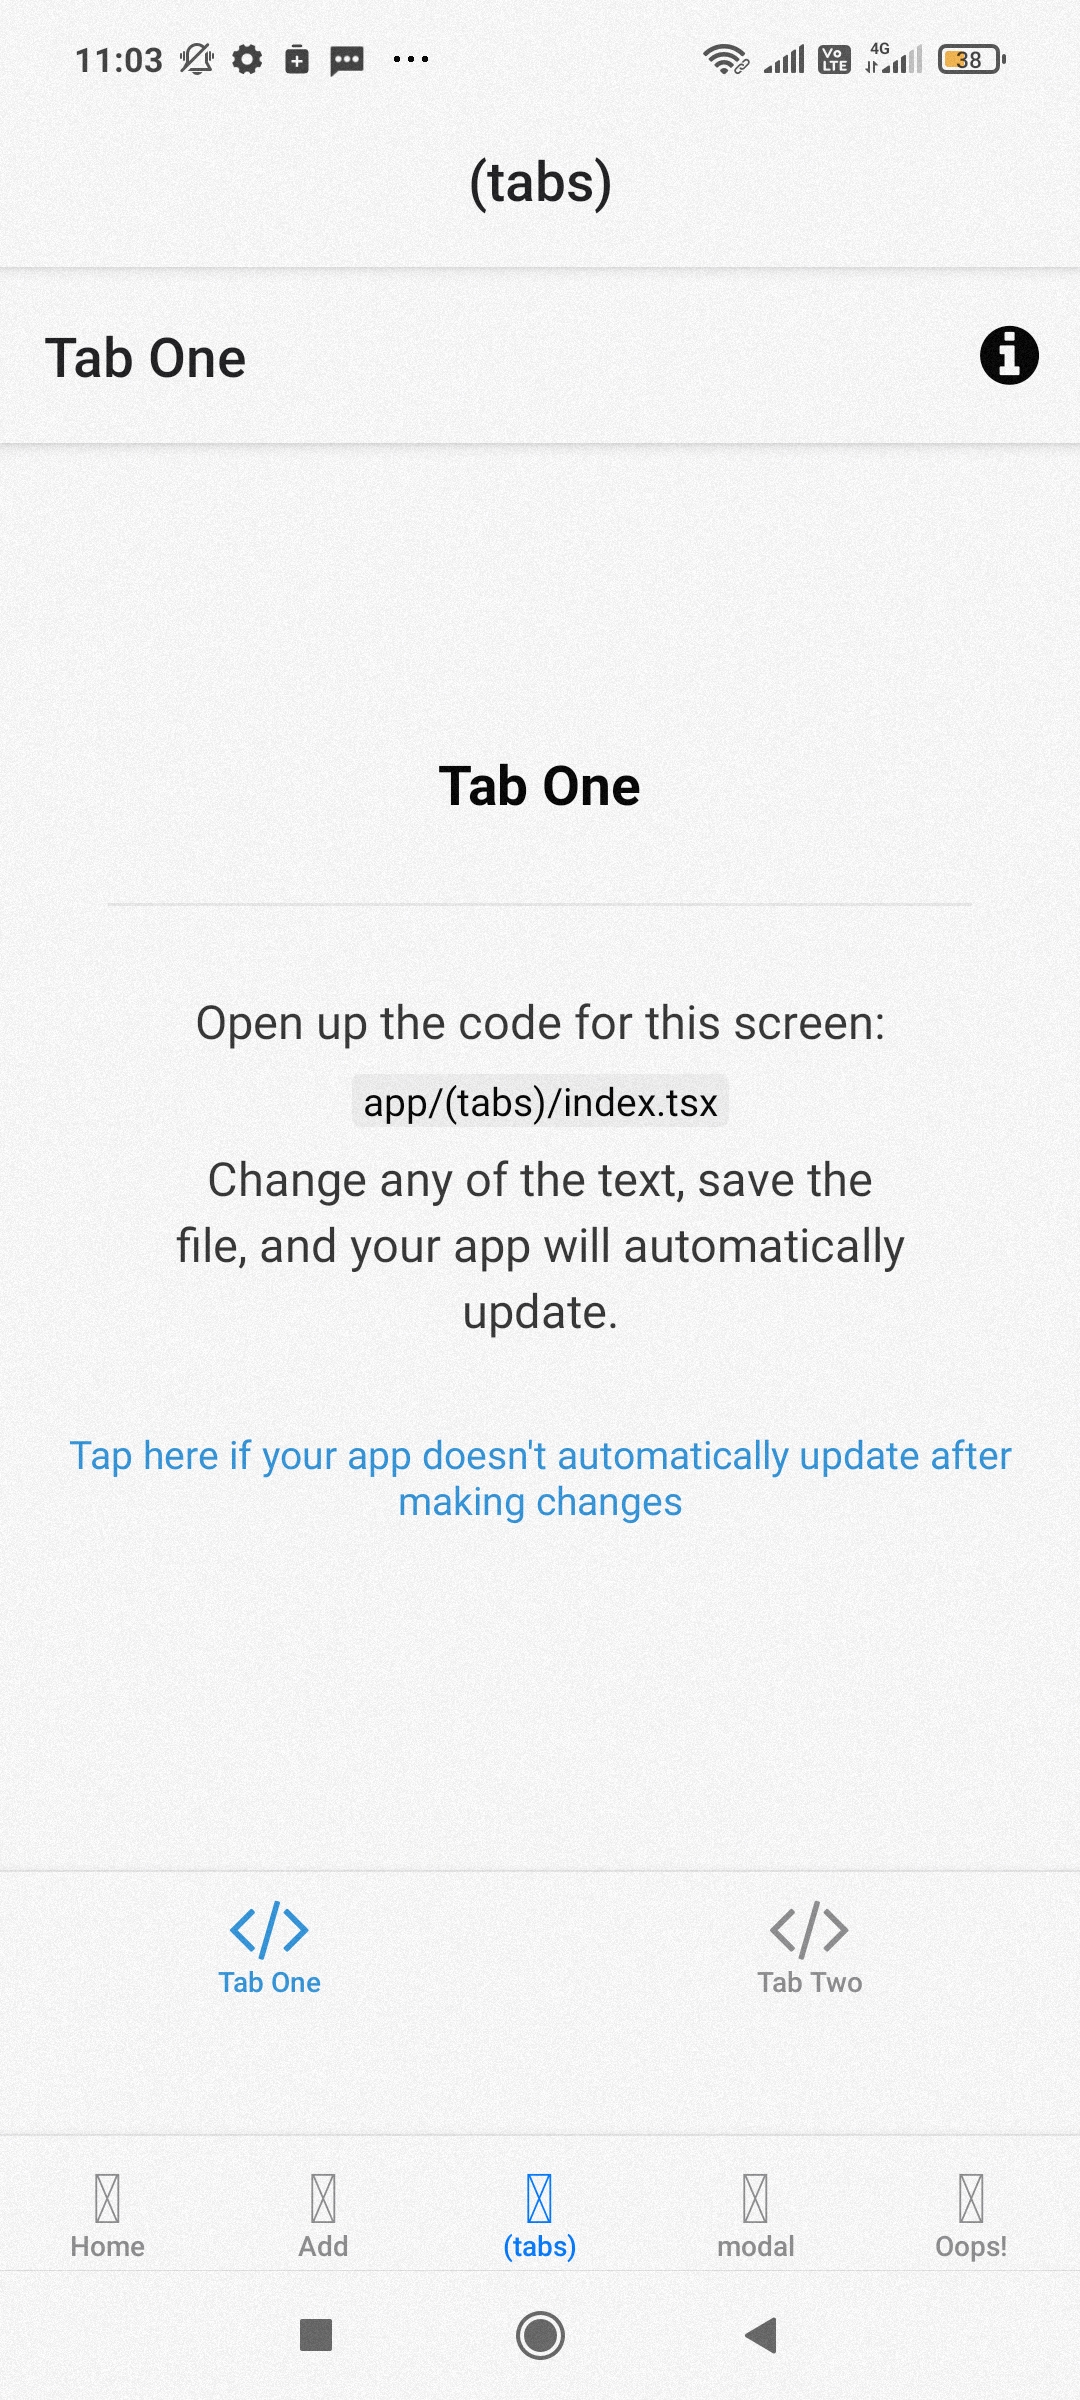 11:03
Vo
LTE
4G
38
(tabs)
Tab One
Tab One
Open up the code for this screen:
app/(tabs)/index.tsx
Change any of the text, save the
file, and your app will automatically
update.
Tap here if your app doesn't automatically update after
making changes
Tab One
Tab Two
Home
Add
(tabs)
modal
Oops!